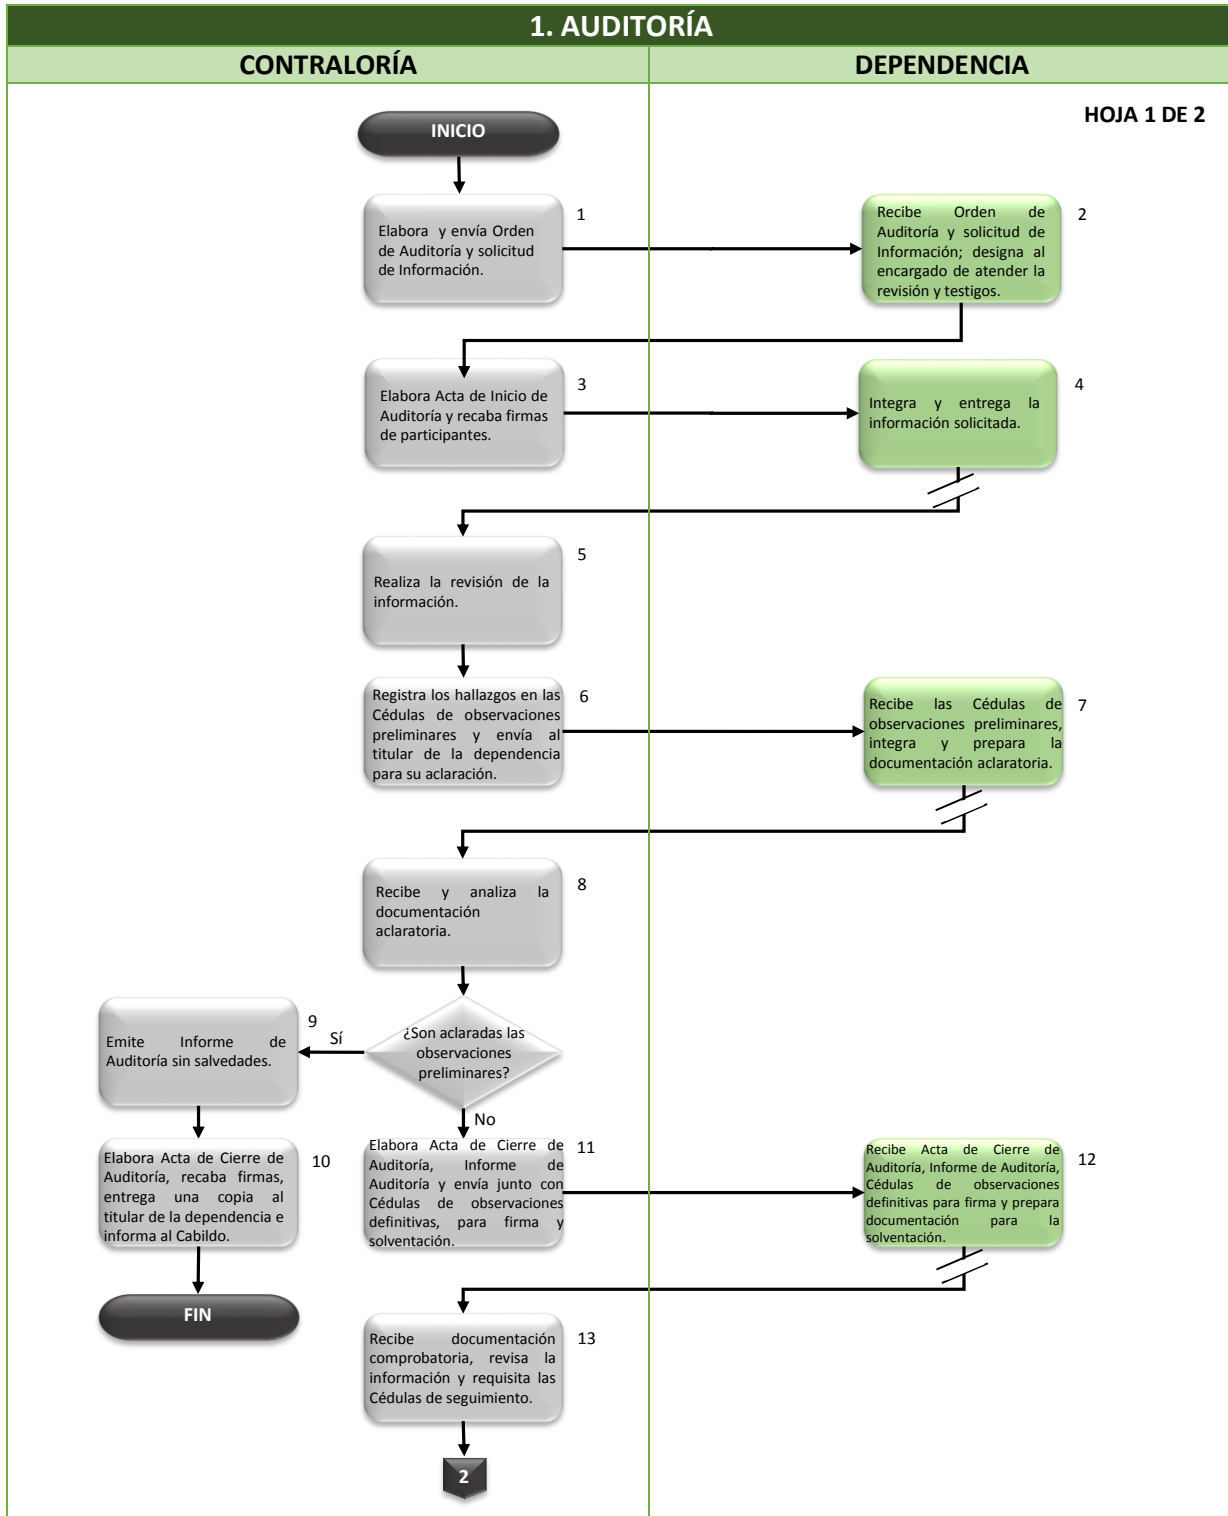 1. AUDITORÍA
CONTRALORÍA
DEPENDENCIA
HOJA 1 DE 2
INICIO
1
Elabora y envía Orden
de Auditoría y solicitud
de Información.
2
Recibe Orden de
Auditoría y solicitud de
Información; designa al
encargado de atender la
revisión y testigos.
3
Elabora Acta de Inicio de
Auditoría y recaba firmas
de participantes.
4
Integra y entrega la
información solicitada.
5
Realiza la revisión de la
información.
6
Registra los hallazgos en las
Cédulas de observaciones
preliminares y envía al
titular de la dependencia
para su aclaración.
7
Recibe las Cédulas de
observaciones preliminares,
integra y prepara la
documentación aclaratoria.
8
Recibe y analiza la
documentación
aclaratoria.
¿Son aclaradas las
observaciones
preliminares?
Sí
9
Emite Informe de
Auditoría sin salvedades.
No
10
Elabora Acta de Cierre de
Auditoría, recaba firmas,
entrega una copia al
titular de la dependencia e
informa al Cabildo.
FIN
11
Elabora Acta de Cierre de
Auditoría, Informe de
Auditoría y envía junto con
Cédulas de observaciones
definitivas, para firma y
solventación.
12
Recibe Acta de Cierre de
Auditoría, Informe de Auditoría,
Cédulas de observaciones
definitivas para firma y prepara
documentación para la
solventación.
13
Recibe documentación
comprobatoria, revisa la
información y requisita las
Cédulas de seguimiento.
2